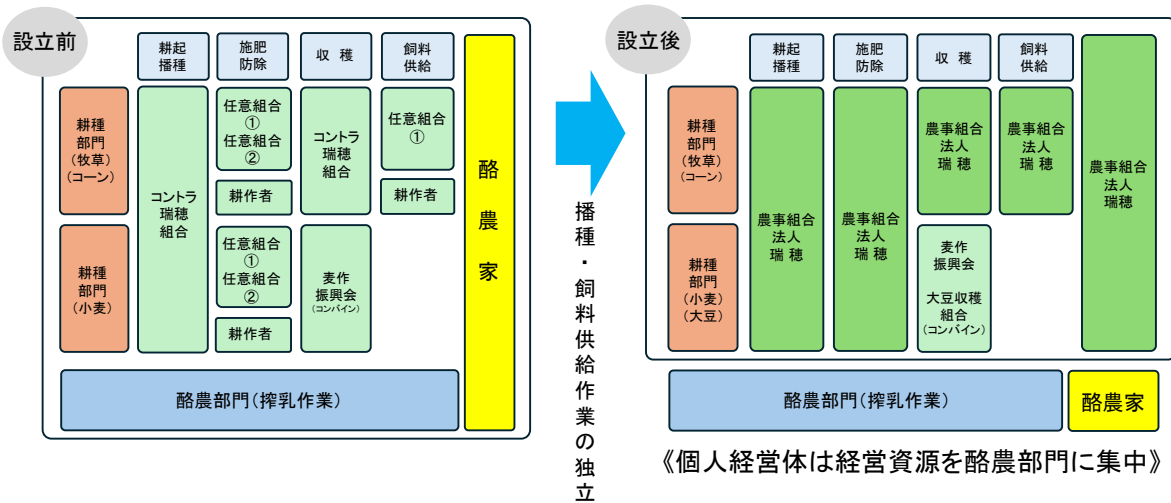 設立前
耕起
播種
施肥
防除
収 穫
飼料
供給
酪農家
耕種
部門
(牧草)
(コーン)
耕種
部門
(小麦)
コントラ
瑞穂
組合
任意組合
①
任意組合
②
耕作者
任意組合
①
任意組合
②
耕作者
コントラ
瑞穂
組合
麦作
振興会
(コンバイン)
任意組合
①
耕作者
酪農部門(搾乳作業)
播種・飼料供給作業の独立
設立後
耕起
播種
施肥
防除
収 穫
飼料
供給
耕種
部門
(牧草)
(コーン)
耕種
部門
(小麦)
(大豆)
農事組合
法人
瑞 穂
農事組合
法人
瑞 穂
農事組合
法人
瑞 穂
麦作
振興会
大豆収穫
組合
(コンバイン)
農事組合
法人
瑞 穂
農事組合
法人
瑞穂
酪農部門(搾乳作業)
酪農家
《個人経営体は経営資源を酪農部門に集中》